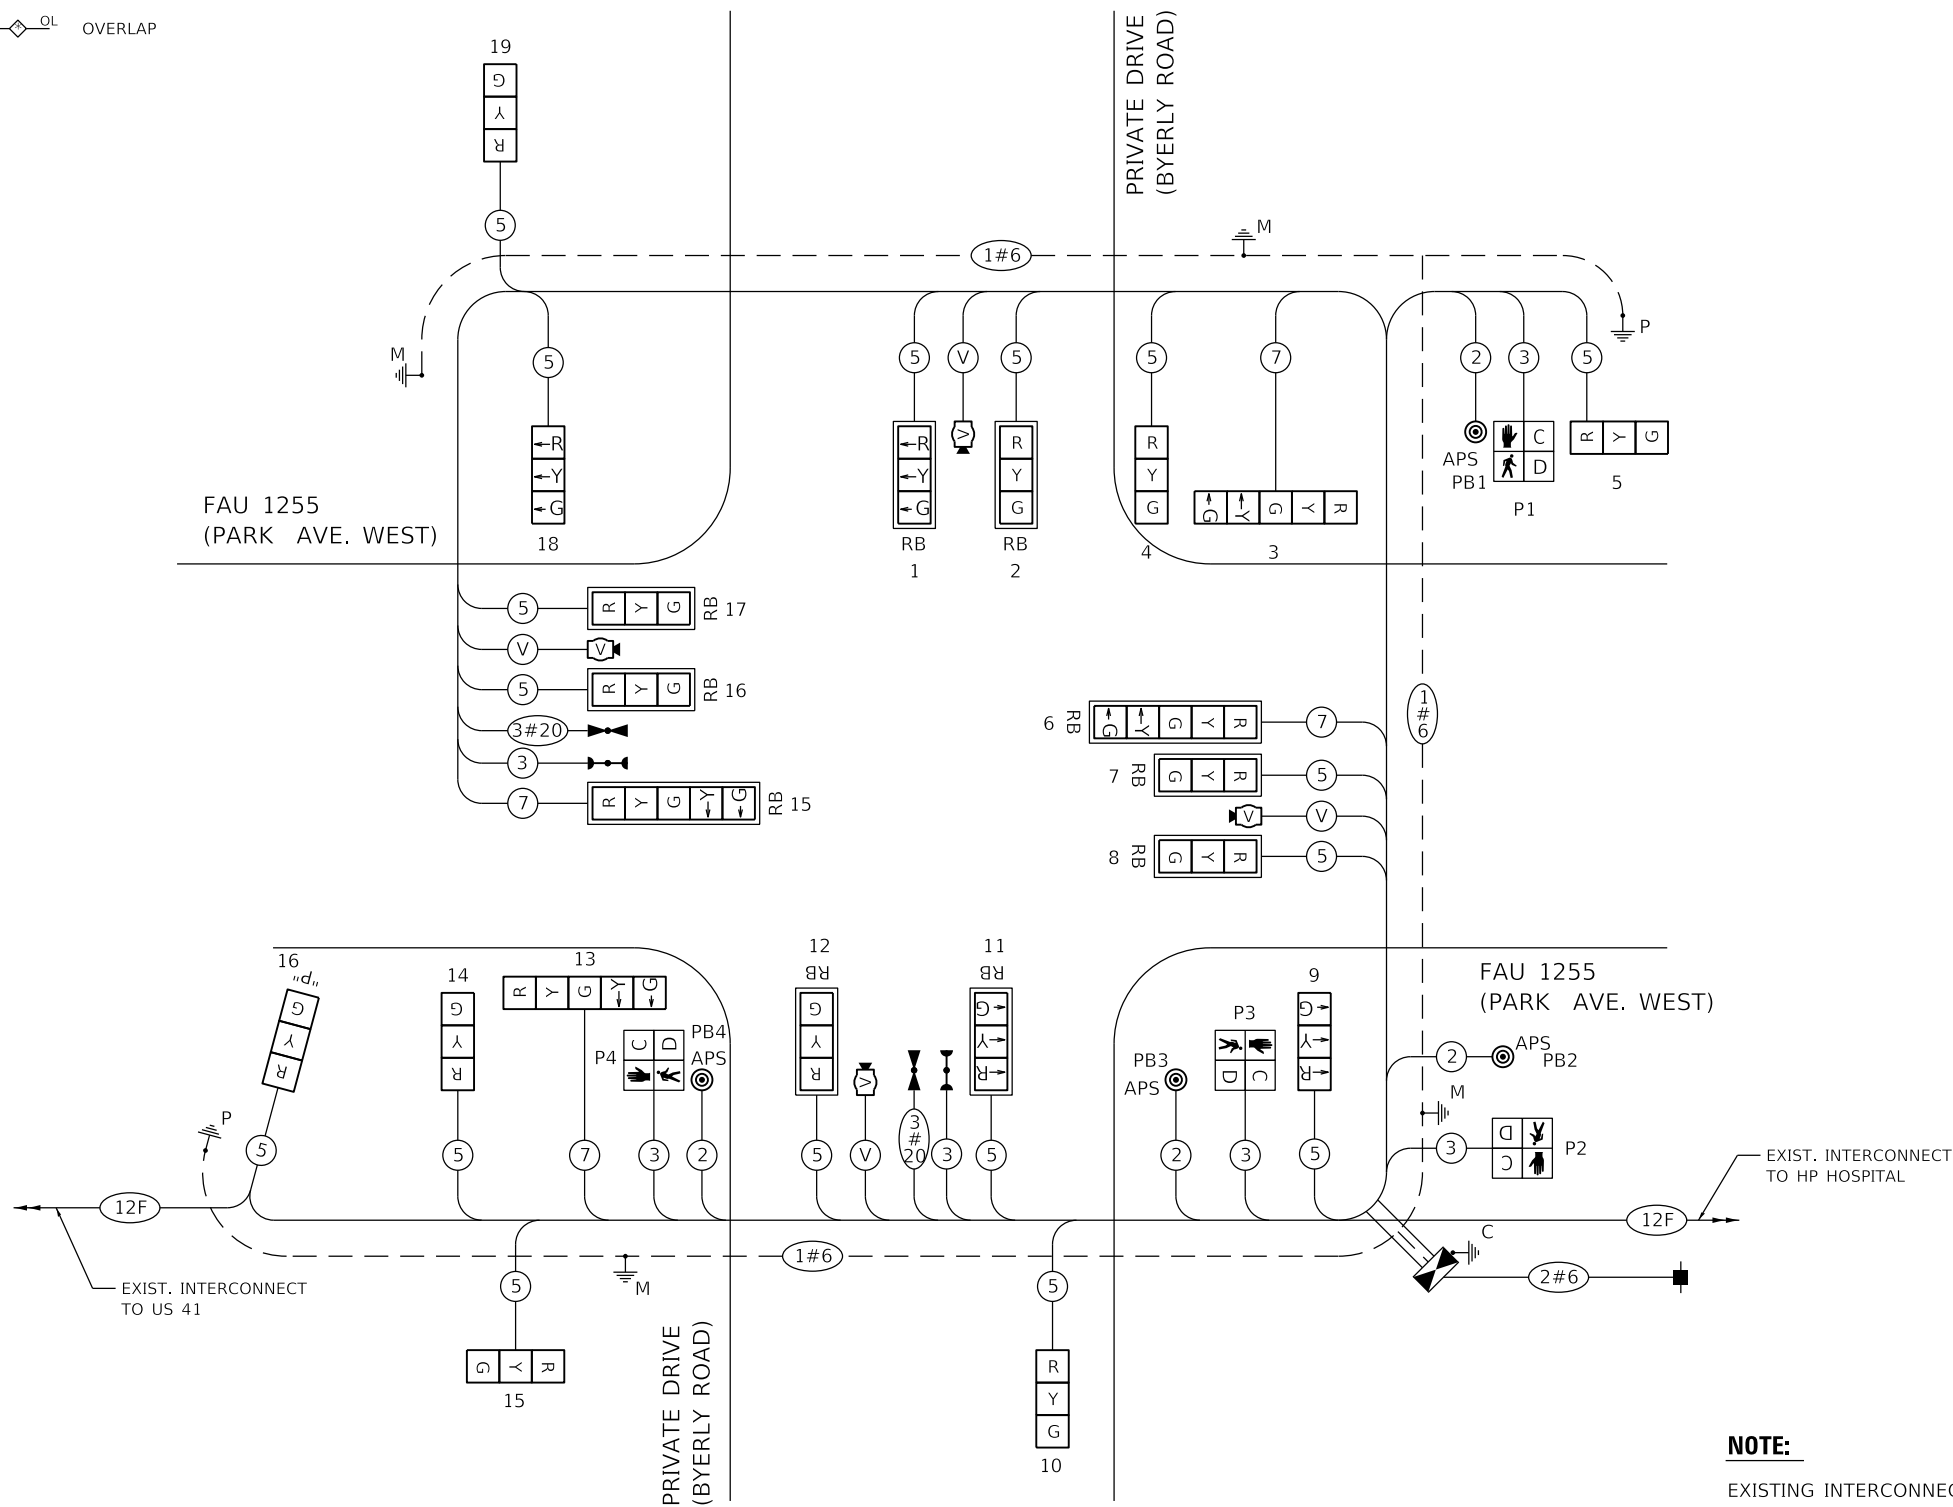 OL
OVERLAP
19
G
Y
R
5
PRIVATE DRIVE
(BYERLY ROAD)
1#6
M
M
P
5
5
V
5
5
7
2
3
5
←R
←Y
←G
18
←R
←Y
←G
RB
1
V
R
Y
G
RB
2
R
Y
G
4
←G
←Y
G
Y
R
3
APS
PB1
C
D
P1
R
Y
G
5
FAU 1255
(PARK AVE. WEST)
5
R Y G
RB
17
V
V
5
R Y G
RB
16
3#20
3
7
R Y G ←Y ←G
RB
15
6
RB
←G ←Y G Y R
7
1
#
6
7
RB
G Y R
5
V
V
8
RB
G Y R
5
16
"P"
G
Y
R
5
P
14
G
Y
R
5
13
R Y G ←Y ←G
7
P4
C
D
3
PB4
APS
2
12
RB
G
Y
R
5
V
V
3
#
20
3
11
RB
←G
←Y
←R
5
PB3
APS
2
P3
D
C
3
9
←G
←Y
←R
5
FAU 1255
(PARK AVE. WEST)
2
APS
PB2
M
3
D
C
P2
EXIST. INTERCONNECT
TO HP HOSPITAL
12F
12F
C
2#6
1#6
M
EXIST. INTERCONNECT
TO US 41
5
G Y R
15
5
R
Y
G
10
PRIVATE DRIVE
(BYERLY ROAD)
NOTE:
EXISTING INTERCONNEC